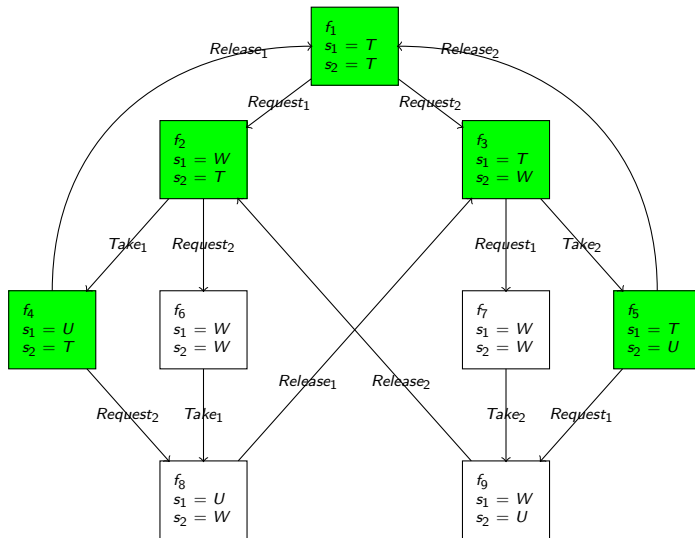 f₁
s₁ = T
s₂ = T
Release₁
Release₂
Request₁
Request₂
f₂
s₁ = W
s₂ = T
f₃
s₁ = T
s₂ = W
Take₁
Request₂
Request₁
Take₂
f₄
s₁ = U
s₂ = T
f₆
s₁ = W
s₂ = W
f₇
s₁ = W
s₂ = W
f₅
s₁ = T
s₂ = U
Release₁
Release₂
Request₂
Take₁
Take₂
Request₁
f₈
s₁ = U
s₂ = W
f₉
s₁ = W
s₂ = U